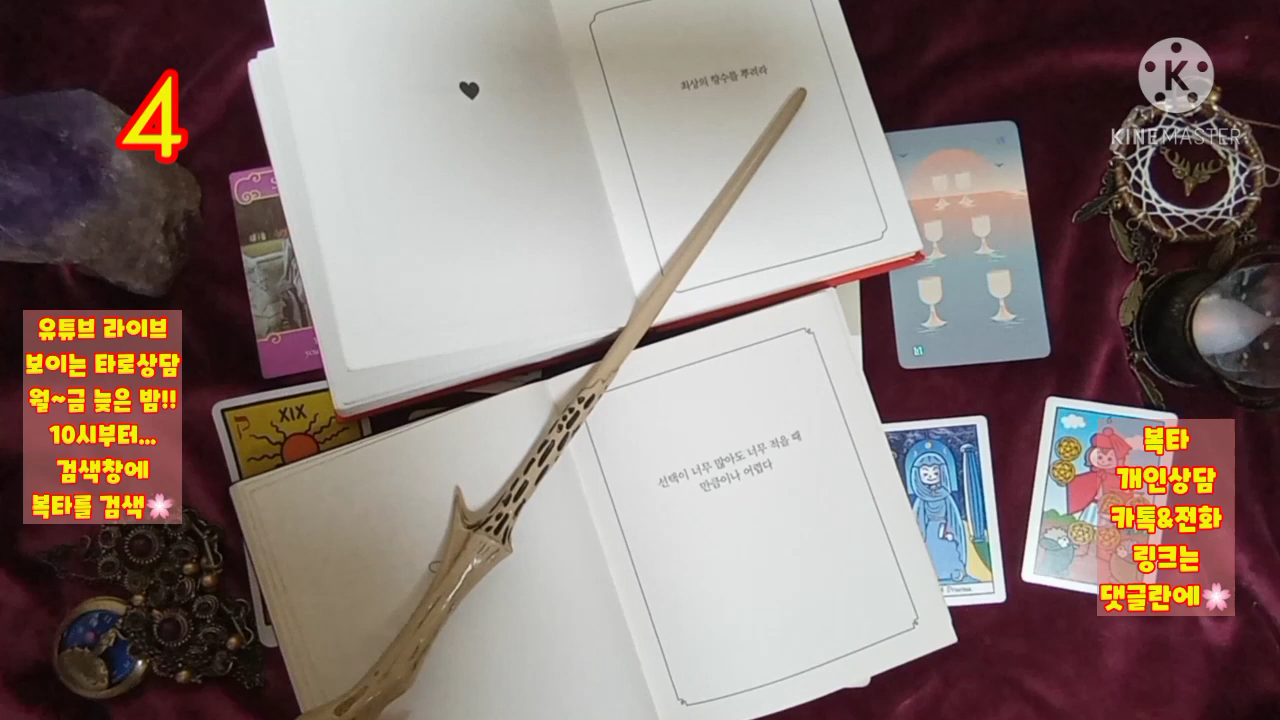 4
최상의 향수를 뿌려라
KINEMASTER
유튜브 라이브
보이는 타로상담
월~금 늦은 밤!!
10시부터...
검색창에
복타를 검색🌸
XIX
선택이 너무 많아도 너무 적을 때
만큼이나 어렵다
복타
개인상담
카톡&전화
링크는
댓글란에🌸